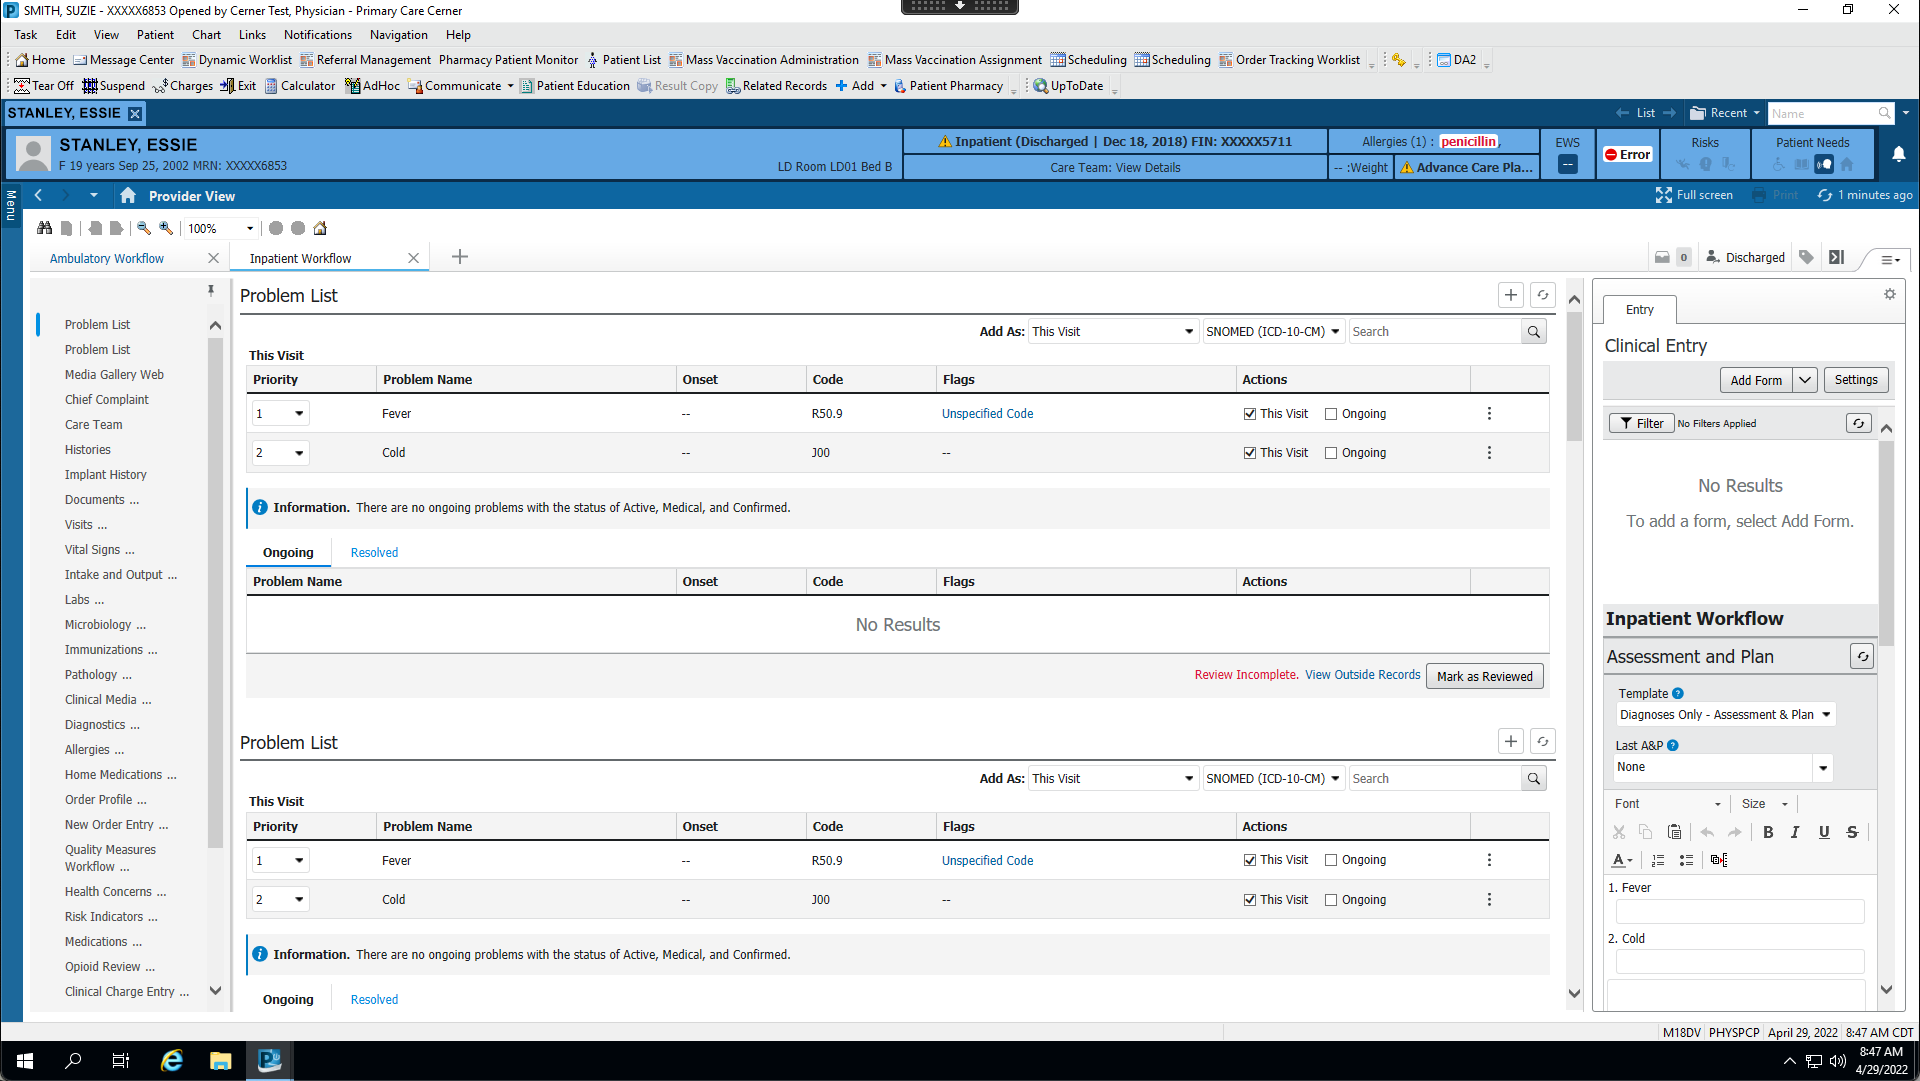 SMITH, SUZIE - XXXXX6853 Opened by Cerner Test, Physician - Primary Care Cerner
Task Edit View Patient Chart Links Notifications Navigation Help
Home Message Center Dynamic Worklist Referral Management Pharmacy Patient Monitor Patient List Mass Vaccination Administration Mass Vaccination Assignment Scheduling Scheduling Order Tracking Worklist DA2
Tear Off Suspend Charges Exit Calculator AdHoc Communicate Patient Education Result Copy Related Records Add Patient Pharmacy UpToDate
STANLEY, ESSIE List Recent Name
STANLEY, ESSIE
F 19 years Sep 25, 2002 MRN: XXXXX6853 LD Room LD01 Bed B
Inpatient (Discharged | Dec 18, 2018) FIN: XXXXX5711
Care Team: View Details
Allergies (1) : penicillin,
-- :Weight Advance Care Pla...
EWS
--
Error
Risks
Patient Needs
Menu
Provider View Full screen Print 1 minutes ago
100%
Ambulatory Workflow Inpatient Workflow 0 Discharged
Problem List
Problem List
Media Gallery Web
Chief Complaint
Care Team
Histories
Implant History
Documents ...
Visits ...
Vital Signs ...
Intake and Output ...
Labs ...
Microbiology ...
Immunizations ...
Pathology ...
Clinical Media ...
Diagnostics ...
Allergies ...
Home Medications ...
Order Profile ...
New Order Entry ...
Quality Measures
Workflow ...
Health Concerns ...
Risk Indicators ...
Medications ...
Opioid Review ...
Clinical Charge Entry ...
Problem List
Add As: This Visit SNOMED (ICD-10-CM) Search
This Visit
Priority Problem Name Onset Code Flags Actions
1 Fever -- R50.9 Unspecified Code This Visit Ongoing
2 Cold -- J00 -- This Visit Ongoing
Information. There are no ongoing problems with the status of Active, Medical, and Confirmed.
Ongoing Resolved
Problem Name Onset Code Flags Actions
No Results
Review Incomplete. View Outside Records Mark as Reviewed
Problem List
Add As: This Visit SNOMED (ICD-10-CM) Search
This Visit
Priority Problem Name Onset Code Flags Actions
1 Fever -- R50.9 Unspecified Code This Visit Ongoing
2 Cold -- J00 -- This Visit Ongoing
Information. There are no ongoing problems with the status of Active, Medical, and Confirmed.
Ongoing Resolved
Entry
Clinical Entry
Add Form Settings
Filter No Filters Applied
No Results
To add a form, select Add Form.
Inpatient Workflow
Assessment and Plan
Template
Diagnoses Only - Assessment & Plan
Last A&P
None
Font Size
B I U S
A
1. Fever
2. Cold
M18DV PHYSPCP April 29, 2022 8:47 AM CDT
8:47 AM
4/29/2022